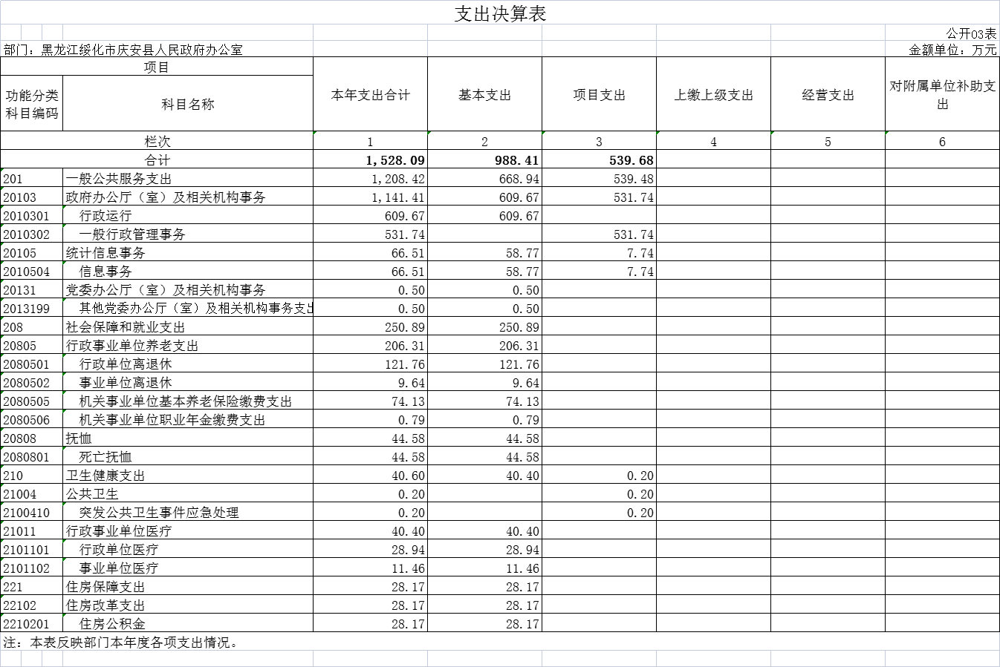 支出决算表
公开03表
部门：黑龙江绥化市庆安县人民政府办公室 金额单位：万元
项目 本年支出合计 基本支出 项目支出 上缴上级支出 经营支出 对附属单位补助支出
功能分类科目编码 科目名称
栏次 1 2 3 4 5 6
合计 1,528.09 988.41 539.68
201 一般公共服务支出 1,208.42 668.94 539.48
20103 政府办公厅（室）及相关机构事务 1,141.41 609.67 531.74
2010301 行政运行 609.67 609.67
2010302 一般行政管理事务 531.74 531.74
20105 统计信息事务 66.51 58.77 7.74
2010504 信息事务 66.51 58.77 7.74
20131 党委办公厅（室）及相关机构事务 0.50 0.50
2013199 其他党委办公厅（室）及相关机构事务支出 0.50 0.50
208 社会保障和就业支出 250.89 250.89
20805 行政事业单位养老支出 206.31 206.31
2080501 行政单位离退休 121.76 121.76
2080502 事业单位离退休 9.64 9.64
2080505 机关事业单位基本养老保险缴费支出 74.13 74.13
2080506 机关事业单位职业年金缴费支出 0.79 0.79
20808 抚恤 44.58 44.58
2080801 死亡抚恤 44.58 44.58
210 卫生健康支出 40.60 40.40 0.20
21004 公共卫生 0.20 0.20
2100410 突发公共卫生事件应急处理 0.20 0.20
21011 行政事业单位医疗 40.40 40.40
2101101 行政单位医疗 28.94 28.94
2101102 事业单位医疗 11.46 11.46
221 住房保障支出 28.17 28.17
22102 住房改革支出 28.17 28.17
2210201 住房公积金 28.17 28.17
注：本表反映部门本年度各项支出情况。